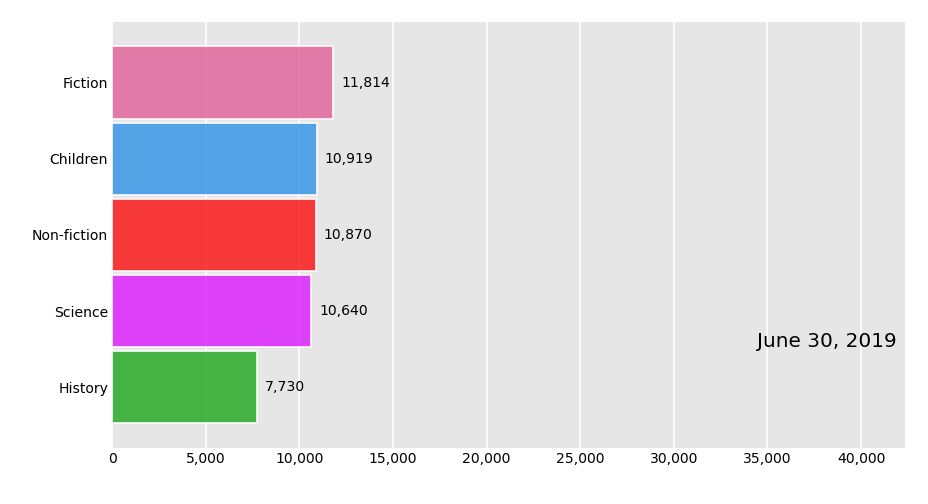 Fiction 11,814
Children 10,919
Non-fiction 10,870
Science 10,640
June 30, 2019
History 7,730
0 5,000 10,000 15,000 20,000 25,000 30,000 35,000 40,000